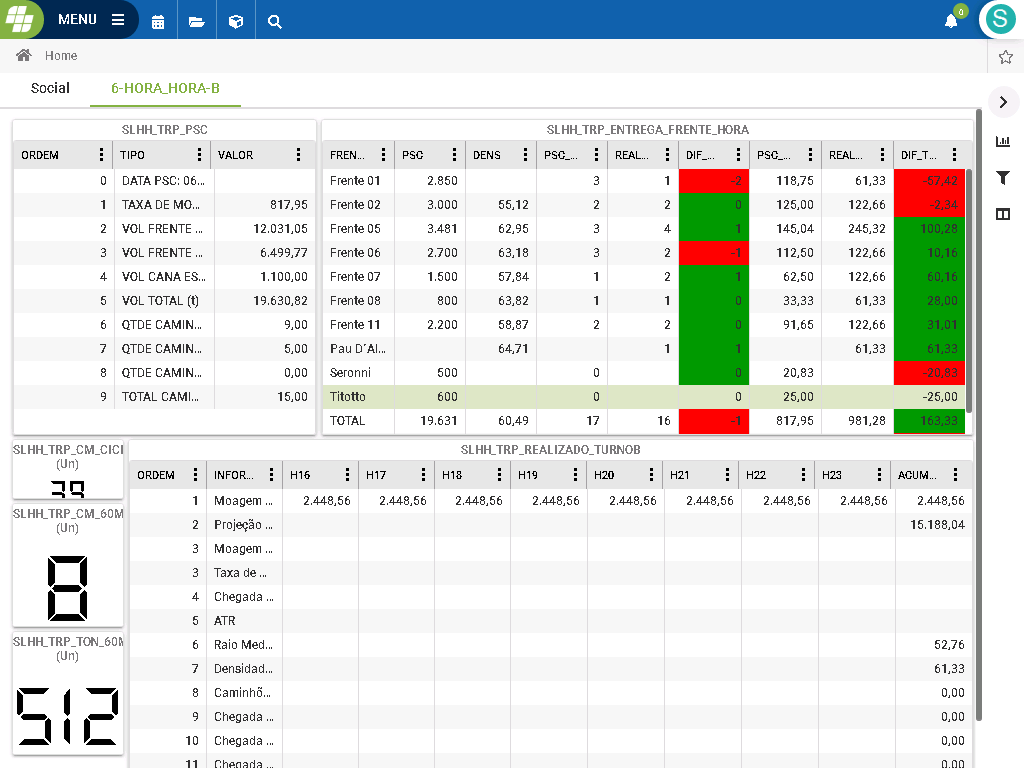 MENU
0
S
Home
Social 6-HORA_HORA-B
SLHH_TRP_PSC
ORDEM TIPO VALOR
0 DATA PSC: 06...
1 TAXA DE MO... 817,95
2 VOL FRENTE ... 12.031,05
3 VOL FRENTE ... 6.499,77
4 VOL CANA ES... 1.100,00
5 VOL TOTAL (t) 19.630,82
6 QTDE CAMIN... 9,00
7 QTDE CAMIN... 5,00
8 QTDE CAMIN... 0,00
9 TOTAL CAMI... 15,00
SLHH_TRP_ENTREGA_FRENTE_HORA
FREN... PSC DENS PSC_... REAL... DIF_... PSC_... REAL... DIF_T...
Frente 01 2.850 3 1 -2 118,75 61,33 57,42
Frente 02 3.000 55,12 2 2 0 125,00 122,66 -2,34
Frente 05 3.481 62,95 3 4 1 145,04 245,32 100,28
Frente 06 2.700 63,18 3 2 -1 112,50 122,66 10,16
Frente 07 1.500 57,84 1 2 1 62,50 122,66 60,16
Frente 08 800 63,82 1 1 0 33,33 61,33 28,00
Frente 11 2.200 58,87 2 2 0 91,65 122,66 31,01
Pau D´Al... 64,71 1 1 61,33 61,33
Seronni 500 0 0 20,83 -20,83
Titotto 600 0 0 25,00 -25,00
TOTAL 19.631 60,49 17 16 -1 817,95 981,28 163,33
SLHH_TRP_CM_CICI
(Un)
39
SLHH_TRP_CM_60M
(Un)
8
SLHH_TRP_TON_60M
(Un)
512
SLHH_TRP_REALIZADO_TURNOB
ORDEM INFOR... H16 H17 H18 H19 H20 H21 H22 H23 ACUM...
1 Moagem ... 2.448,56 2.448,56 2.448,56 2.448,56 2.448,56 2.448,56 2.448,56 2.448,56 2.448,56
2 Projeção ... 15.188,04
3 Moagem ...
3 Taxa de ...
4 Chegada ...
5 ATR
6 Raio Med... 52,76
7 Densidad... 61,33
8 Caminhõ... 0,00
9 Chegada ... 0,00
10 Chegada ... 0,00
11 Chegada ... 0,00